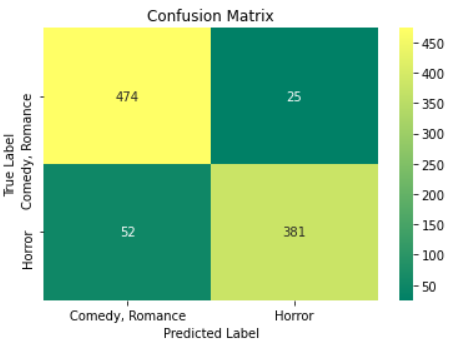 Confusion Matrix
True Label
Comedy, Romance
Horror
474
25
52
381
Comedy, Romance
Horror
Predicted Label
450
400
350
300
250
200
150
100
50